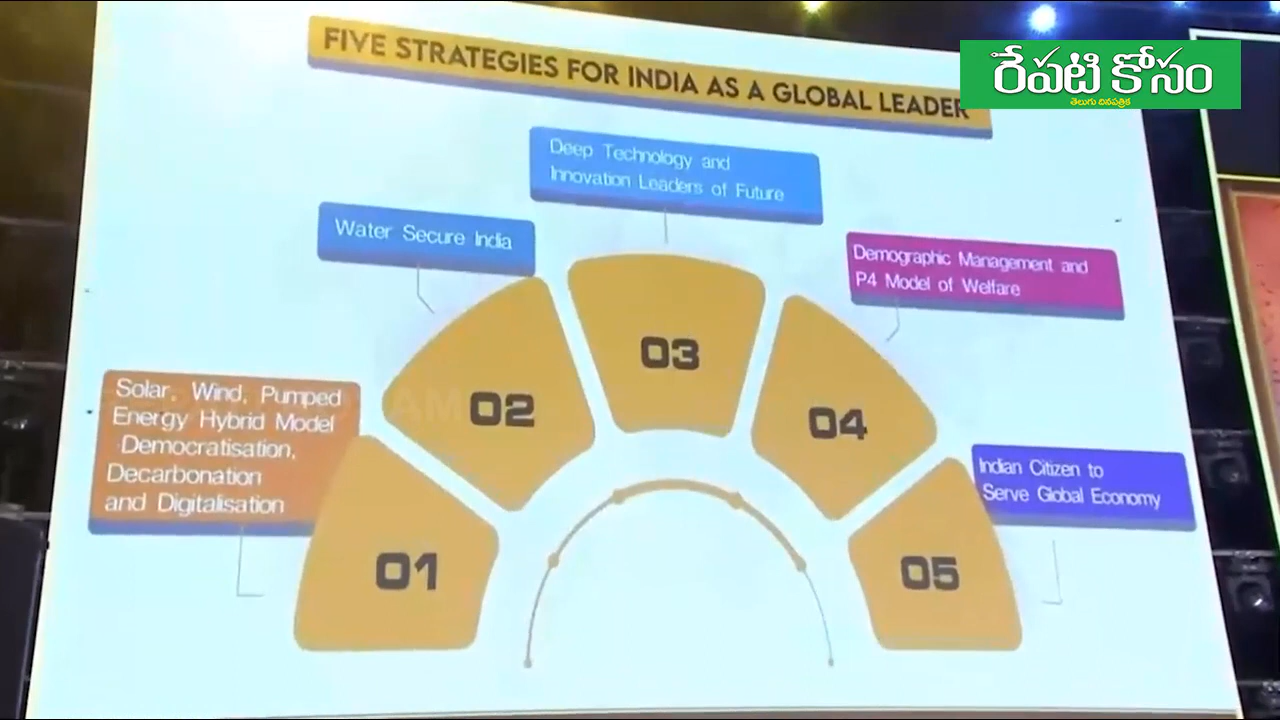 FIVE STRATEGIES FOR INDIA AS A GLOBAL LEADER
రేపటి కోసం
తెలుగు దినపత్రిక
Deep Technology and
Innovation Leaders of Future
Water Secure India
Demographic Management and
P4 Model of Welfare
Solar, Wind, Pumped
Energy Hybrid Model
Democratisation,
Decarbonation
and Digitalisation
Indian Citizen to
Serve Global Economy
01
02
03
04
05